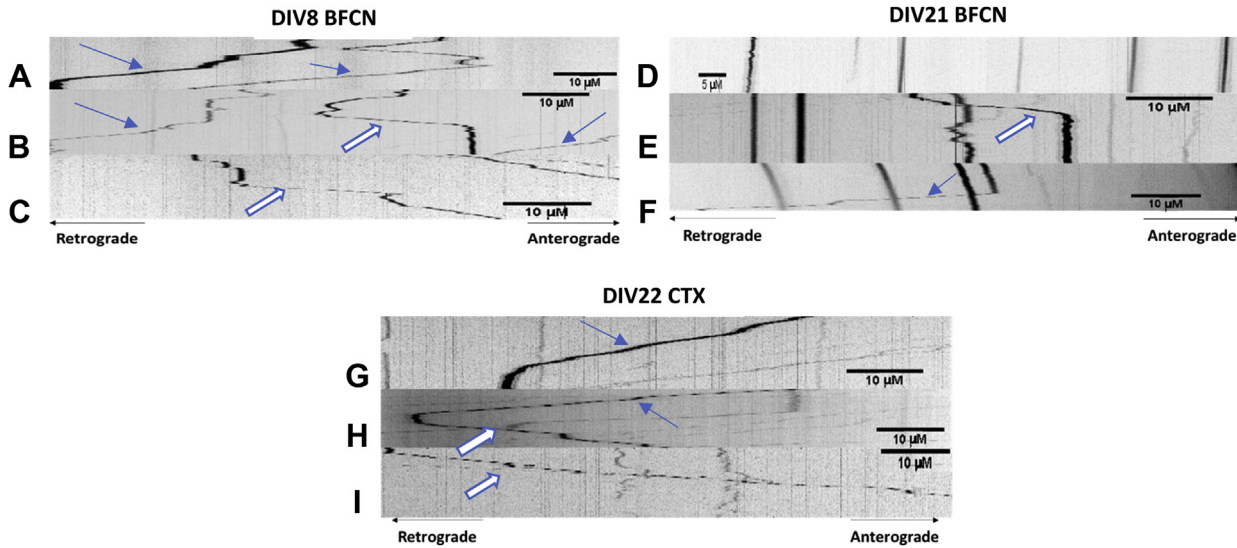 DIV8 BFCN
A
10 µM
10 µM
B
C
10 µM
Retrograde
Anterograde
DIV21 BFCN
D
5 µM
10 µM
E
F
10 µM
Retrograde
Anterograde
DIV22 CTX
G
10 µM
H
10 µM
10 µM
I
Retrograde
Anterograde